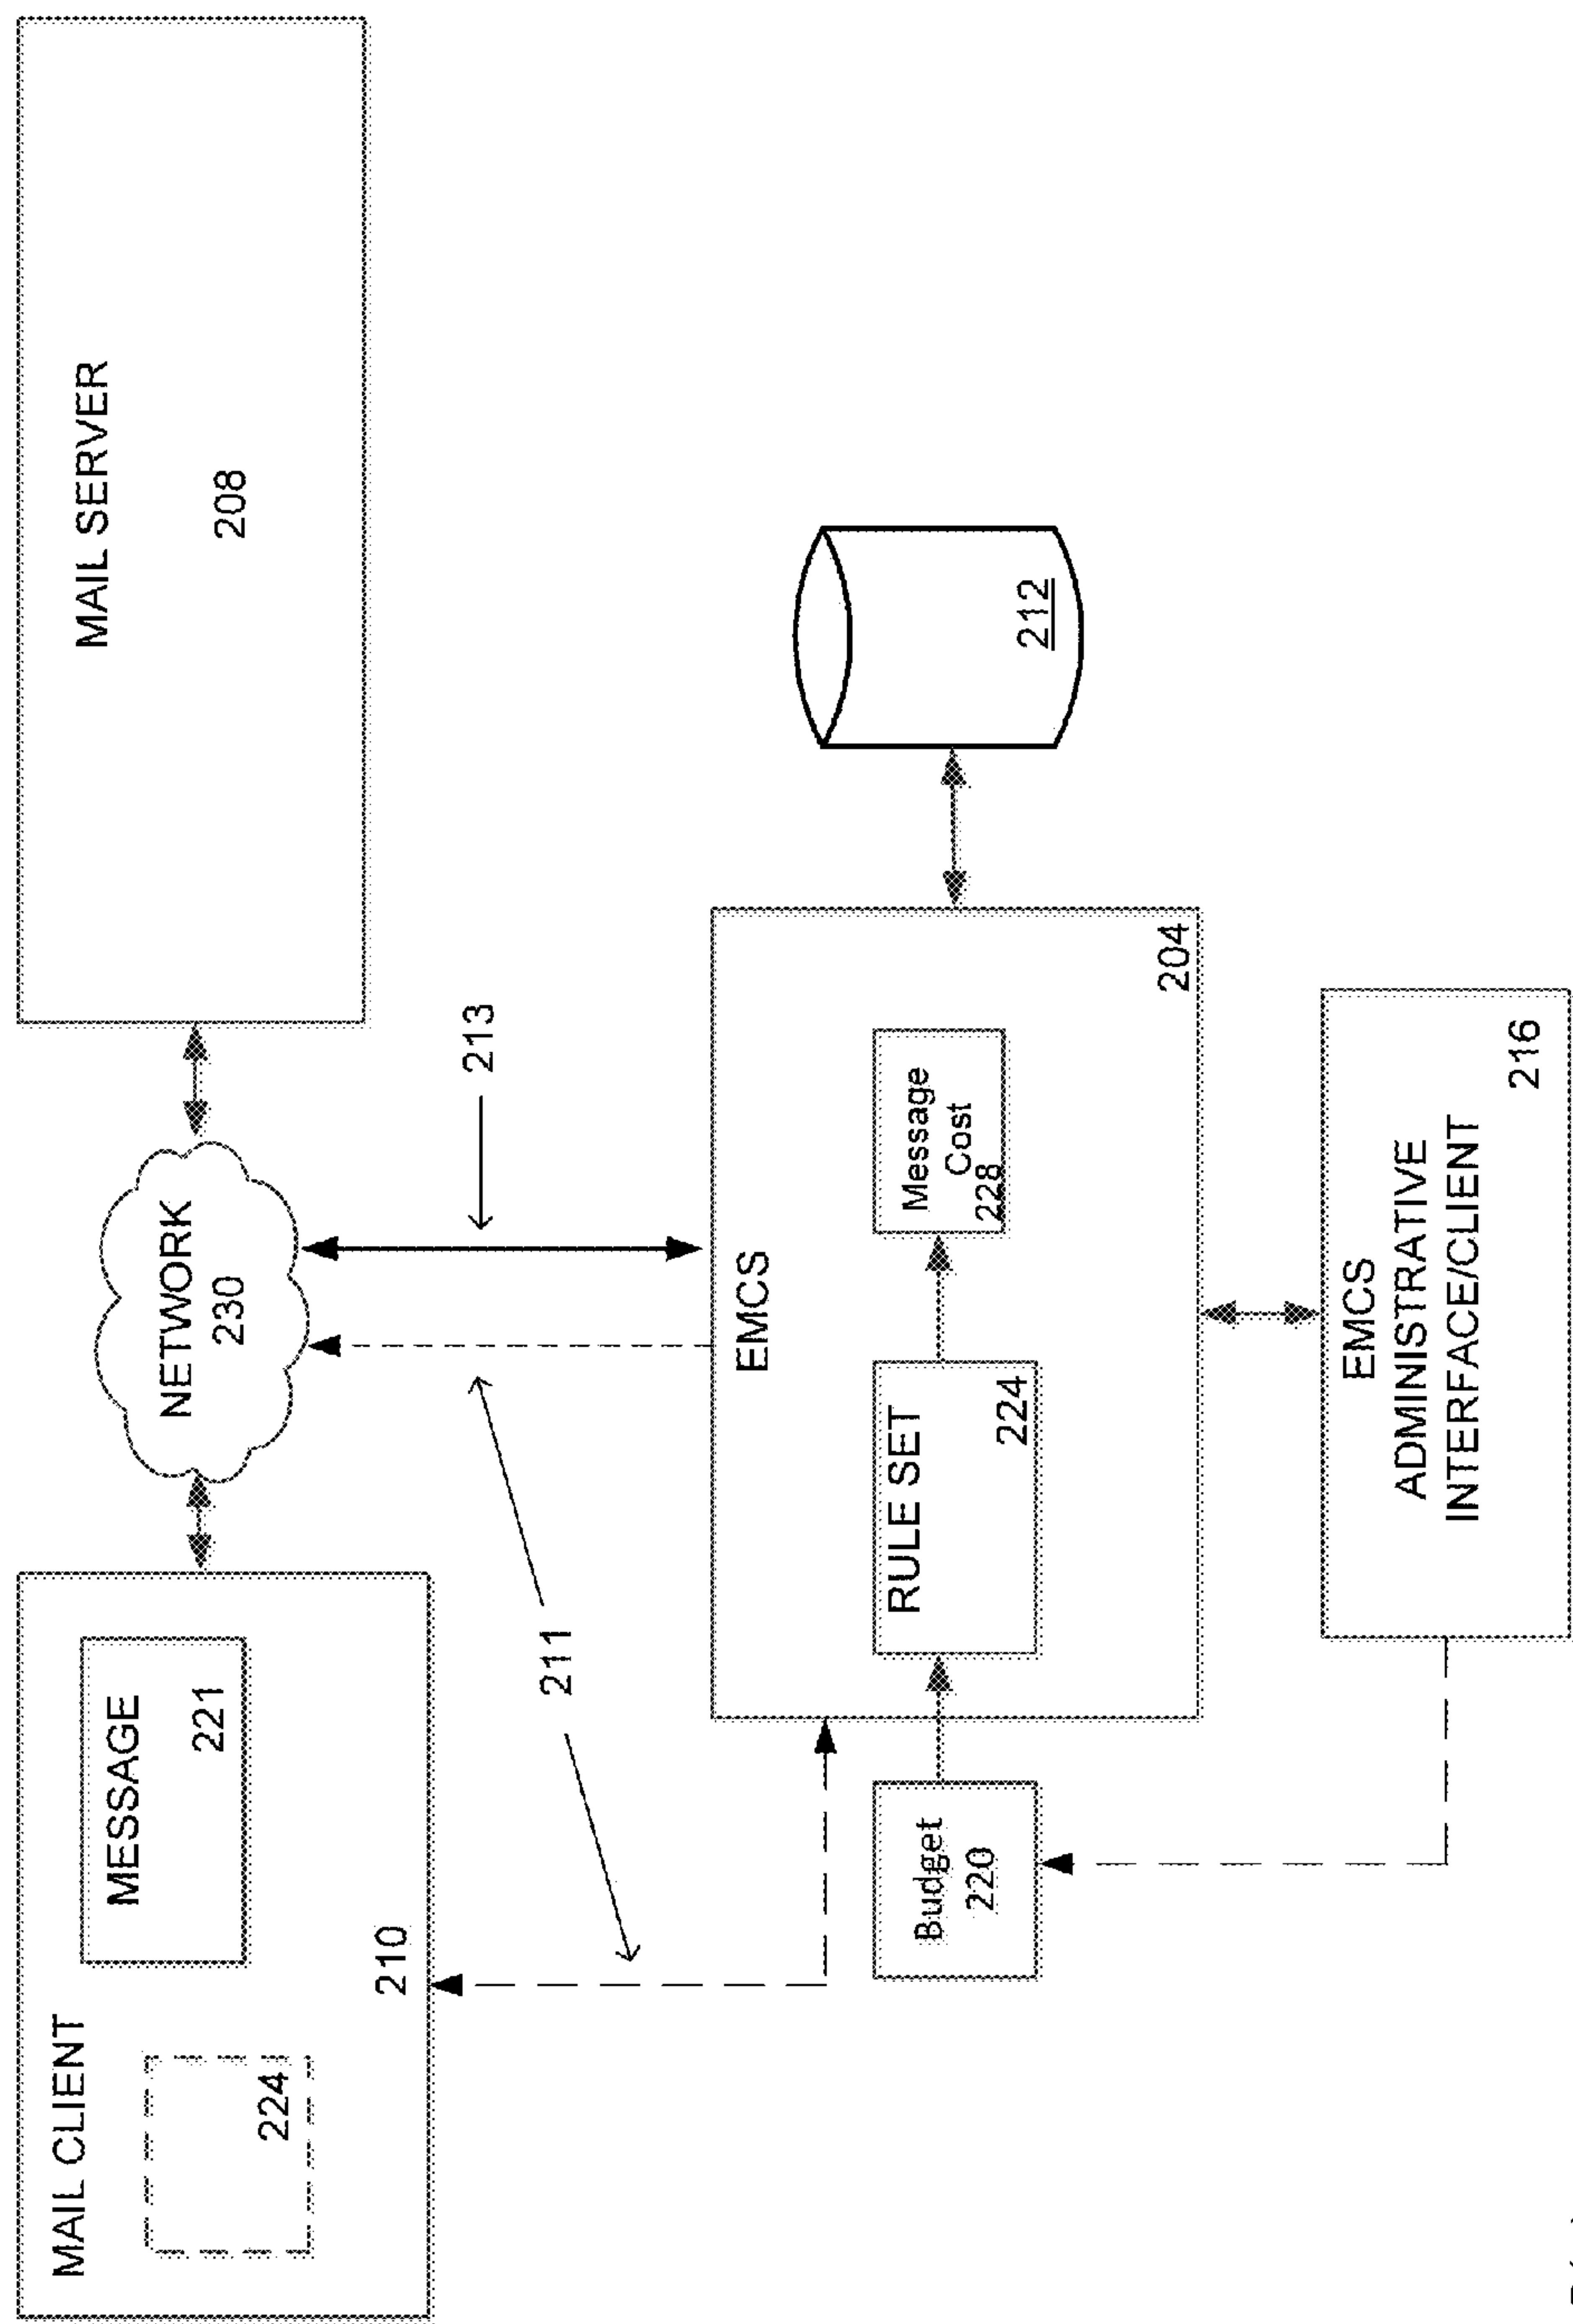 MAIL CLIENT
224
MESSAGE
221
210
NETWORK
230
MAIL SERVER
208
211
213
EMCS
Budget
220
RULE SET
224
Message
Cost
228
204
212
EMCS
ADMINISTRATIVE
INTERFACE/CLIENT
216